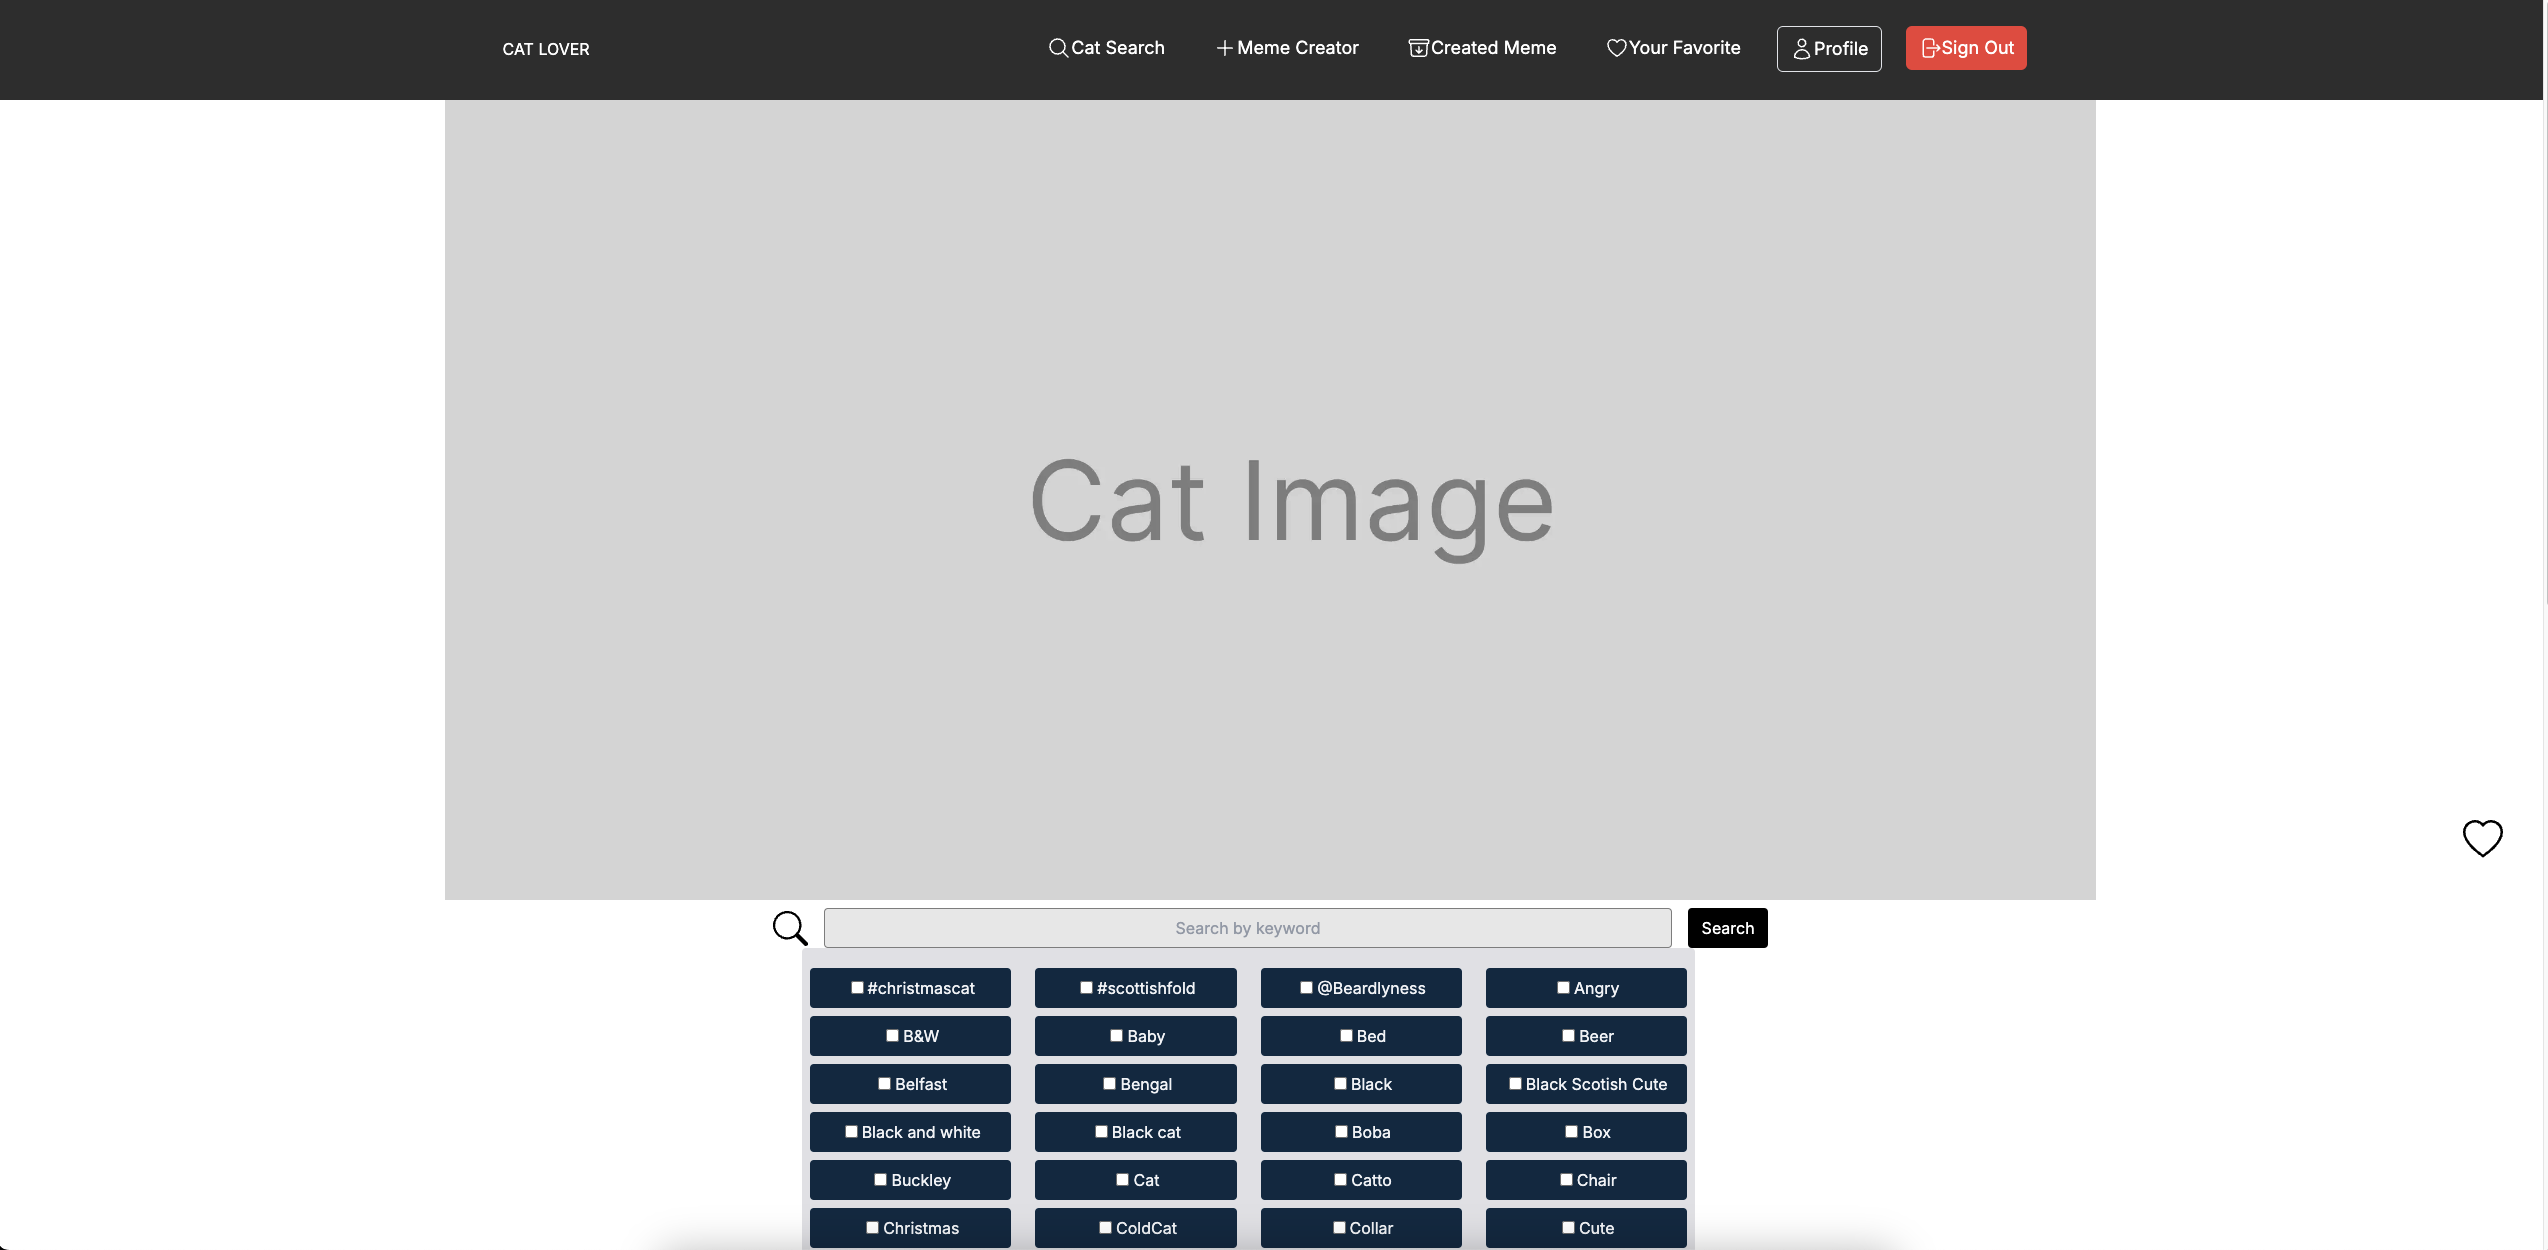 CAT LOVER
Cat Search
Meme Creator
Created Meme
Your Favorite
Profile
Sign Out
Cat Image
Search by keyword
Search
#christmascat
#scottishfold
@Beardlyness
Angry
B&W
Baby
Bed
Beer
Belfast
Bengal
Black
Black Scotish Cute
Black and white
Black cat
Boba
Box
Buckley
Cat
Catto
Chair
Christmas
ColdCat
Collar
Cute